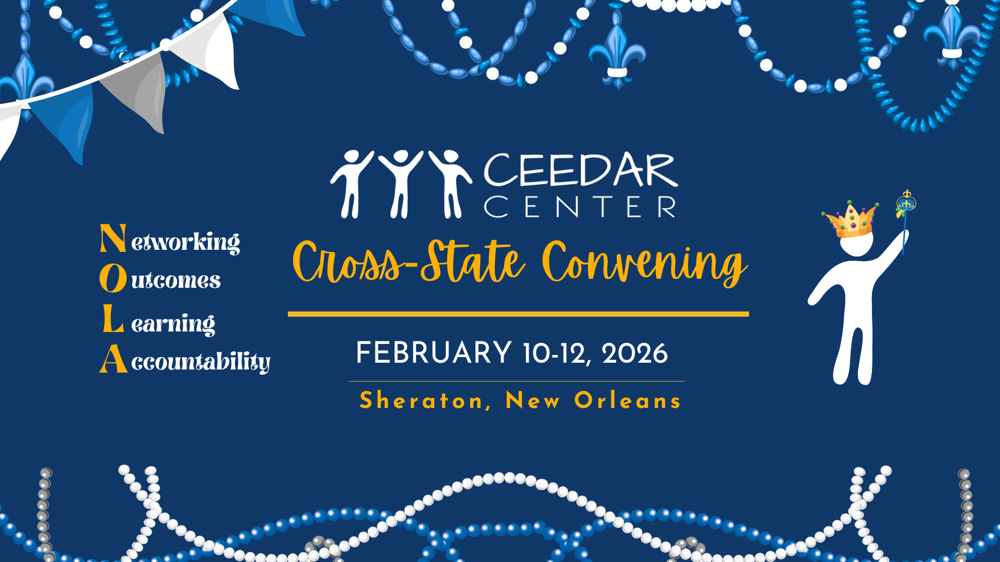 CEEDAR
CENTER
Cross-State Convening
Networking
Outcomes
Learning
Accountability
FEBRUARY 10-12, 2026
Sheraton, New Orleans